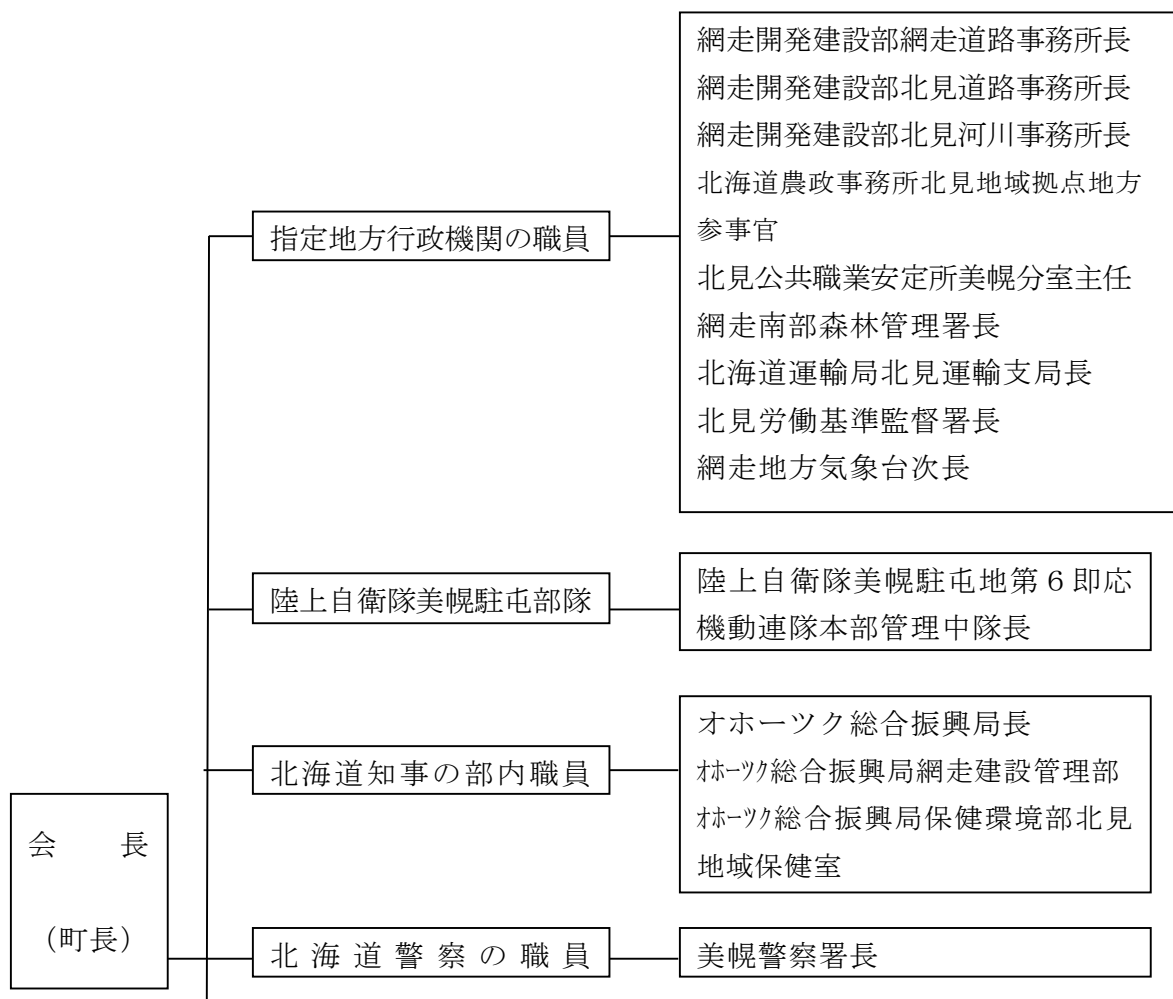 網走開発建設部網走道路事務所長
網走開発建設部北見道路事務所長
網走開発建設部北見河川事務所長
北海道農政事務所北見地域拠点地方
参事官
北見公共職業安定所美幌分室主任
網走南部森林管理署長
北海道運輸局北見運輸支局長
北見労働基準監督署長
網走地方気象台次長
指定地方行政機関の職員
陸上自衛隊美幌駐屯部隊
陸上自衛隊美幌駐屯地第６即応
機動連隊本部管理中隊長
北海道知事の部内職員
オホーツク総合振興局長
ｵﾎｰﾂｸ総合振興局網走建設管理部
ｵﾎｰﾂｸ総合振興局保健環境部北見
地域保健室
会　　長
（町長）
北海道警察の職員
美幌警察署長